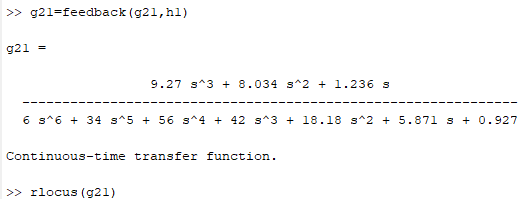 >> g21=feedback(g21,h1)
g21 =
9.27 s^3 + 8.034 s^2 + 1.236 s
--------------------------------------------------------------
6 s^6 + 34 s^5 + 56 s^4 + 42 s^3 + 18.18 s^2 + 5.871 s + 0.927
Continuous-time transfer function.
>> rlocus(g21)